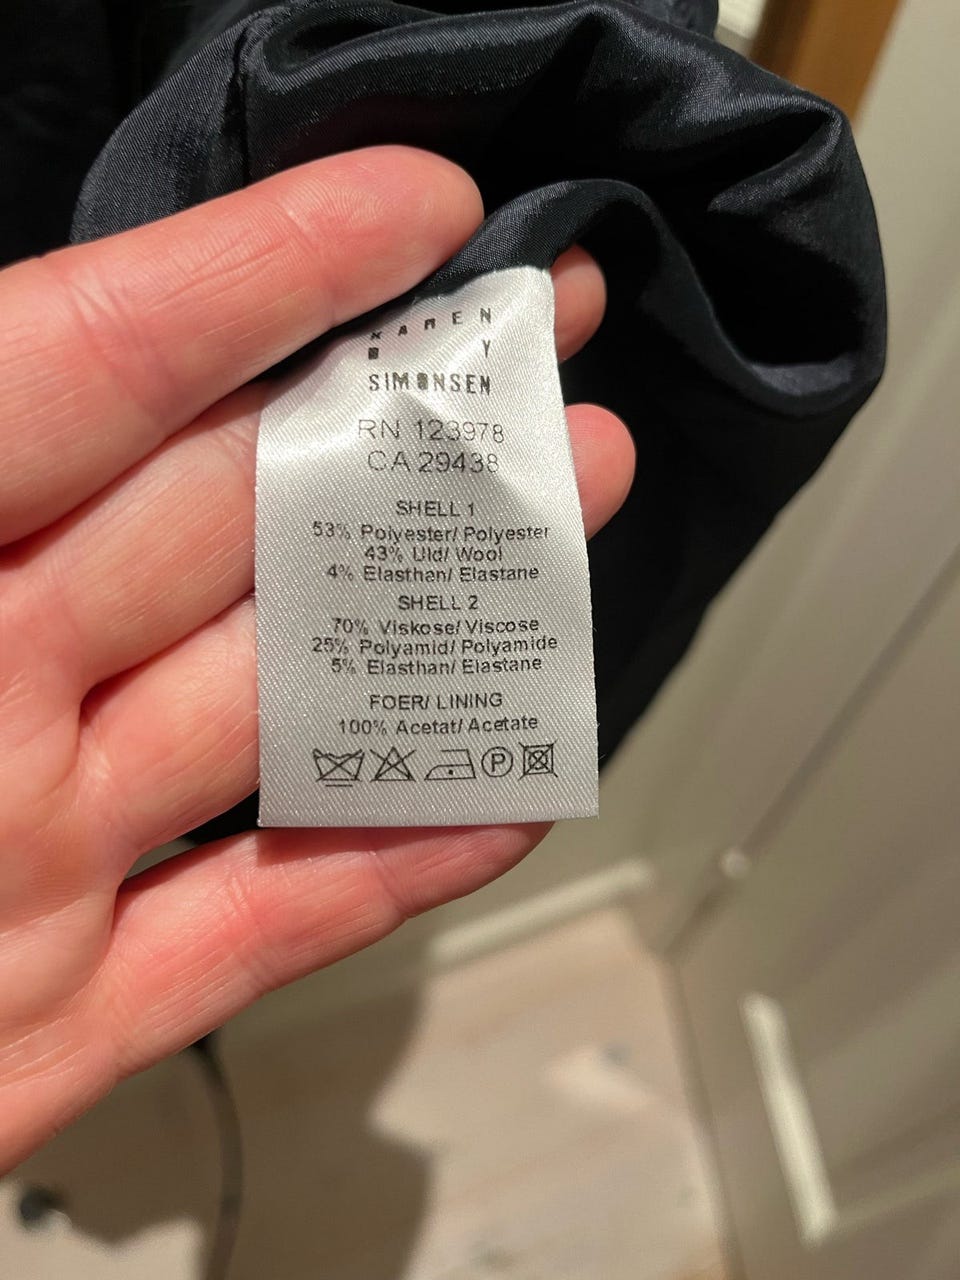 KAREN
BY
SIMONSEN
RN 123978
CA 29438
SHELL 1
53% Polyester/ Polyester
43% Uld/ Wool
4% Elasthan/ Elastane
SHELL 2
70% Viskose/ Viscose
25% Polyamid/ Polyamide
5% Elasthan/ Elastane
FOER/ LINING
100% Acetat/ Acetate
P